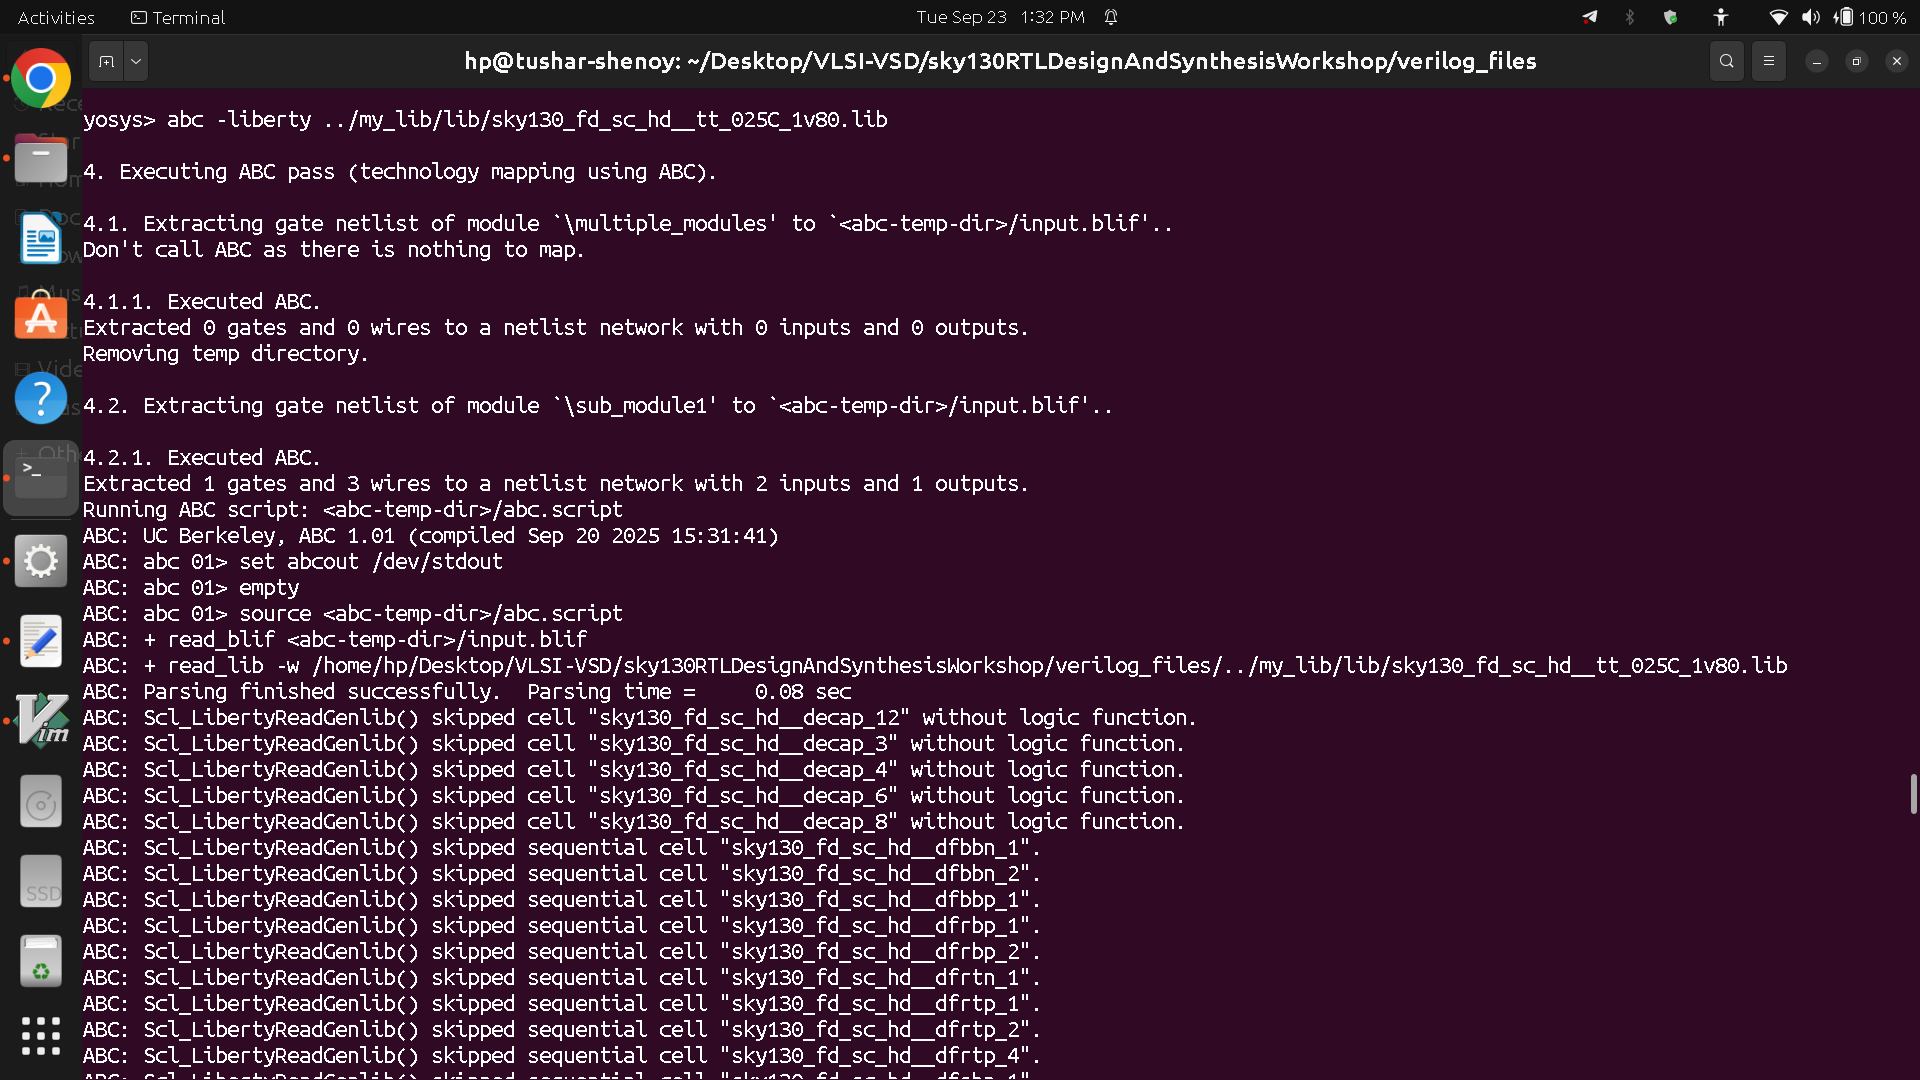 Activities
Terminal
Tue Sep 23 1:32 PM
100 %
hp@tushar-shenoy: ~/Desktop/VLSI-VSD/sky130RTLDesignAndSynthesisWorkshop/verilog_files
yosys> abc -liberty ../my_lib/lib/sky130_fd_sc_hd__tt_025C_1v80.lib
4. Executing ABC pass (technology mapping using ABC).
4.1. Extracting gate netlist of module `\multiple_modules' to `<abc-temp-dir>/input.blif'..
Don't call ABC as there is nothing to map.
4.1.1. Executed ABC.
Extracted 0 gates and 0 wires to a netlist network with 0 inputs and 0 outputs.
Removing temp directory.
4.2. Extracting gate netlist of module `\sub_module1' to `<abc-temp-dir>/input.blif'..
4.2.1. Executed ABC.
Extracted 1 gates and 3 wires to a netlist network with 2 inputs and 1 outputs.
Running ABC script: <abc-temp-dir>/abc.script
ABC: UC Berkeley, ABC 1.01 (compiled Sep 20 2025 15:31:41)
ABC: abc 01> set abcout /dev/stdout
ABC: abc 01> empty
ABC: abc 01> source <abc-temp-dir>/abc.script
ABC: + read_blif <abc-temp-dir>/input.blif
ABC: + read_lib -w /home/hp/Desktop/VLSI-VSD/sky130RTLDesignAndSynthesisWorkshop/verilog_files/../my_lib/lib/sky130_fd_sc_hd__tt_025C_1v80.lib
ABC: Parsing finished successfully.  Parsing time =     0.08 sec
ABC: Scl_LibertyReadGenlib() skipped cell "sky130_fd_sc_hd__decap_12" without logic function.
ABC: Scl_LibertyReadGenlib() skipped cell "sky130_fd_sc_hd__decap_3" without logic function.
ABC: Scl_LibertyReadGenlib() skipped cell "sky130_fd_sc_hd__decap_4" without logic function.
ABC: Scl_LibertyReadGenlib() skipped cell "sky130_fd_sc_hd__decap_6" without logic function.
ABC: Scl_LibertyReadGenlib() skipped cell "sky130_fd_sc_hd__decap_8" without logic function.
ABC: Scl_LibertyReadGenlib() skipped sequential cell "sky130_fd_sc_hd__dfbbn_1".
ABC: Scl_LibertyReadGenlib() skipped sequential cell "sky130_fd_sc_hd__dfbbn_2".
ABC: Scl_LibertyReadGenlib() skipped sequential cell "sky130_fd_sc_hd__dfbbp_1".
ABC: Scl_LibertyReadGenlib() skipped sequential cell "sky130_fd_sc_hd__dfrbp_1".
ABC: Scl_LibertyReadGenlib() skipped sequential cell "sky130_fd_sc_hd__dfrbp_2".
ABC: Scl_LibertyReadGenlib() skipped sequential cell "sky130_fd_sc_hd__dfrtn_1".
ABC: Scl_LibertyReadGenlib() skipped sequential cell "sky130_fd_sc_hd__dfrtp_1".
ABC: Scl_LibertyReadGenlib() skipped sequential cell "sky130_fd_sc_hd__dfrtp_2".
ABC: Scl_LibertyReadGenlib() skipped sequential cell "sky130_fd_sc_hd__dfrtp_4".
Vim
SSD